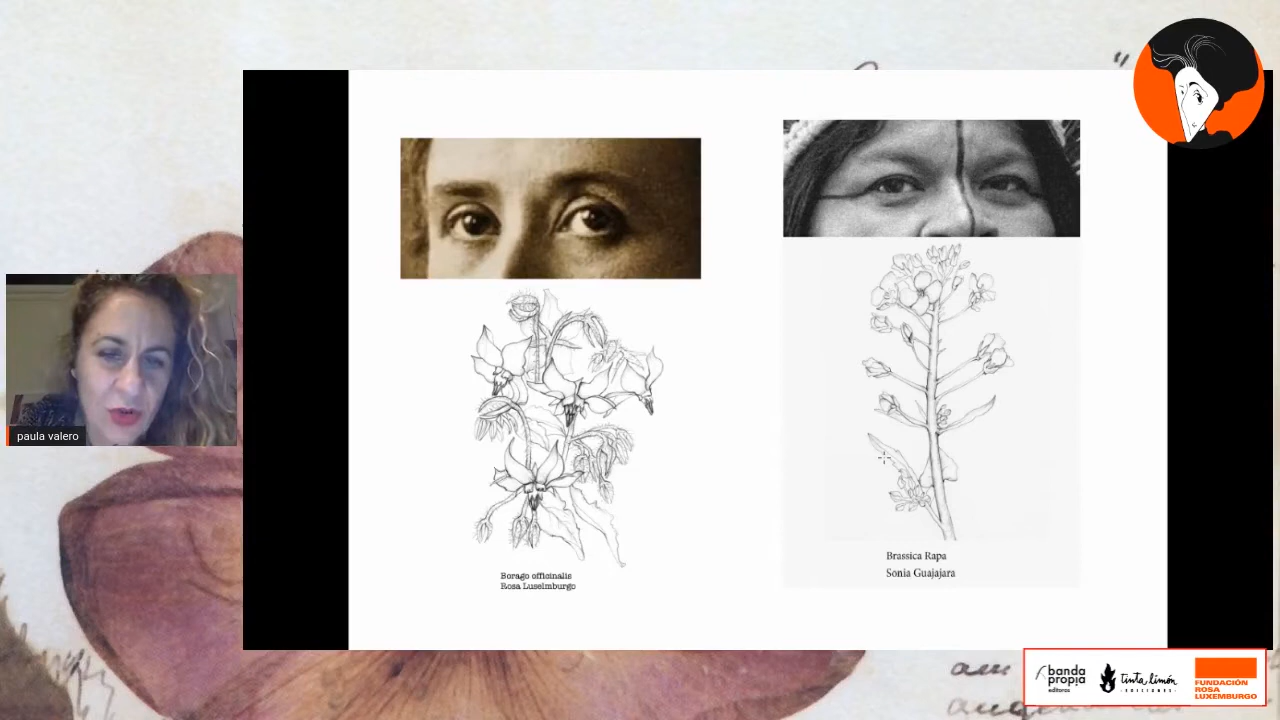 paula valero
Borago officinalis
Rosa Luxemburgo
Brassica Rapa
Sonia Guajajara
banda
propia
editoras
tinta limón
EDICIONES
FUNDACIÓN
ROSA
LUXEMBURGO